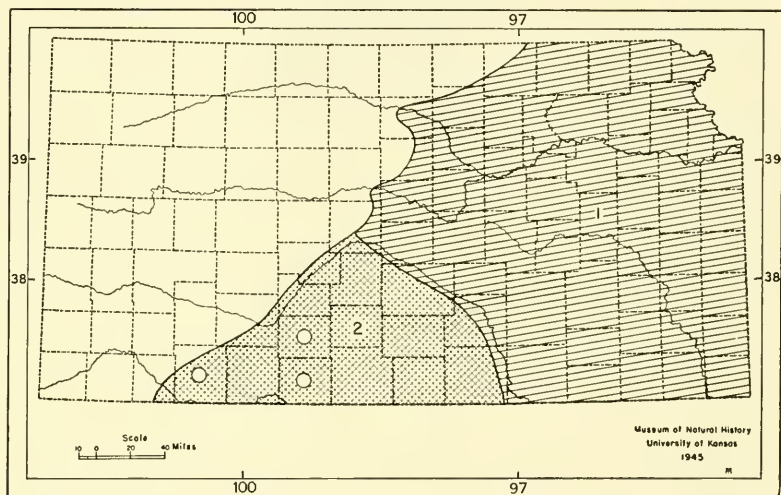 100 97
39 39
1
38 38
2
Scale
10 0 20 40 Miles
Museum of Natural History
University of Kansas
1945
M
100 97